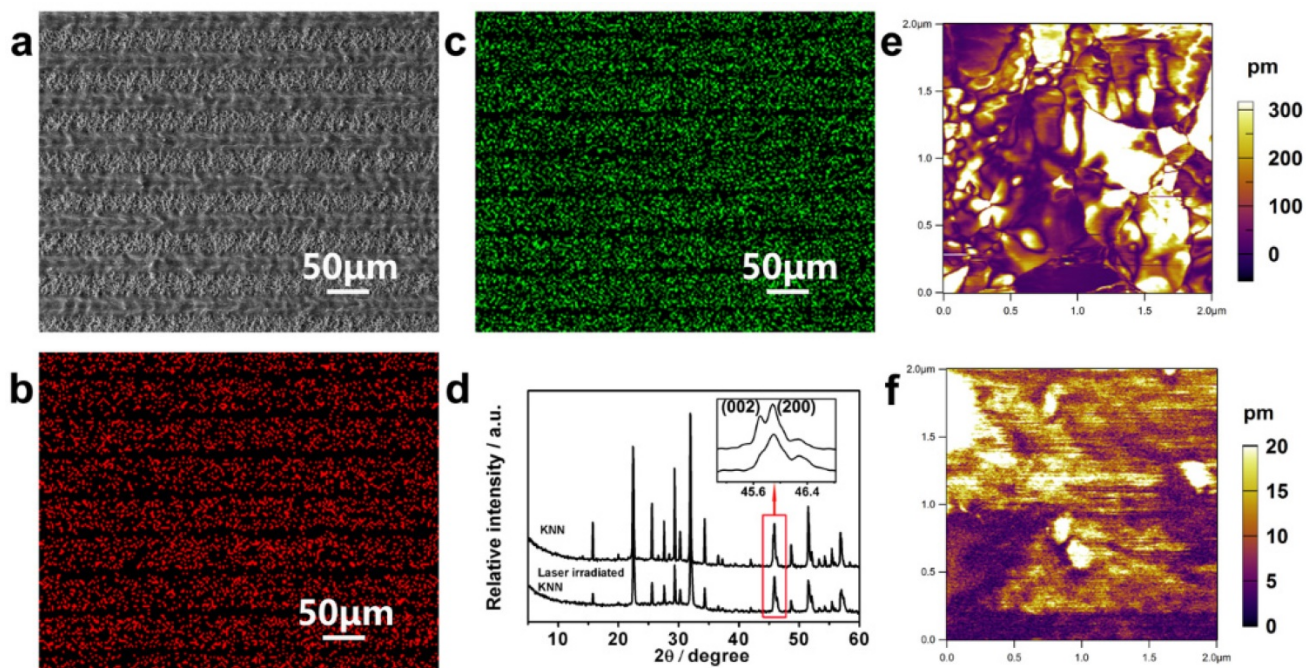 a
50μm
c
50μm
e
2.0μm
1.5
1.0
0.5
0.0
0.0
0.5
1.0
1.5
2.0μm
pm
300
200
100
0
b
50μm
d
Relative intensity / a.u.
KNN
Laser irradiated
KNN
(002)
(200)
45.6
46.4
10
20
30
40
50
60
2θ / degree
f
2.0μm
1.5
1.0
0.5
0.0
0.0
0.5
1.0
1.5
2.0μm
pm
20
15
10
5
0